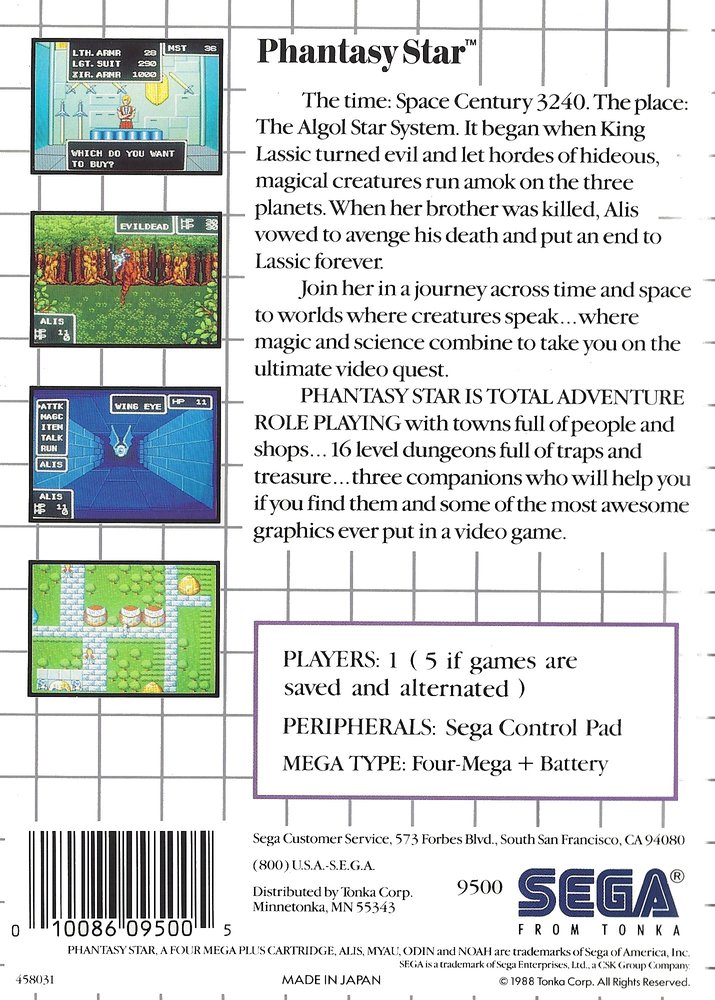 LTH. ARMR 28
LGT. SUIT 290
ZIR. ARMR 1000
MST 36
WHICH DO YOU WANT
TO BUY?
EVILDEAD
HP 30
HP 30
ALIS
HP 11
MP 0
ATTK
MAGC
ITEM
TALK
RUN
ALIS
WING EYE
HP 11
ALIS
HP 11
MP 0
Phantasy Star™
The time: Space Century 3240. The place:
The Algol Star System. It began when King
Lassic turned evil and let hordes of hideous,
magical creatures run amok on the three
planets. When her brother was killed, Alis
vowed to avenge his death and put an end to
Lassic forever.
Join her in a journey across time and space
to worlds where creatures speak...where
magic and science combine to take you on the
ultimate video quest.
PHANTASY STAR IS TOTAL ADVENTURE
ROLE PLAYING with towns full of people and
shops... 16 level dungeons full of traps and
treasure...three companions who will help you
if you find them and some of the most awesome
graphics ever put in a video game.
PLAYERS: 1 ( 5 if games are
saved and alternated )
PERIPHERALS: Sega Control Pad
MEGA TYPE: Four-Mega + Battery
Sega Customer Service, 573 Forbes Blvd., South San Francisco, CA 94080
(800) U.S.A.-S.E.G.A.
Distributed by Tonka Corp.
Minnetonka, MN 55343
9500
SEGA®
FROM TONKA
0 10086 09500 5
PHANTASY STAR, A FOUR MEGA PLUS CARTRIDGE, ALIS, MYAU, ODIN and NOAH are trademarks of Sega of America, Inc.
SEGA is a trademark of Sega Enterprises, Ltd., a CSK Group Company.
458031
MADE IN JAPAN
© 1988 Tonka Corp. All Rights Reserved.